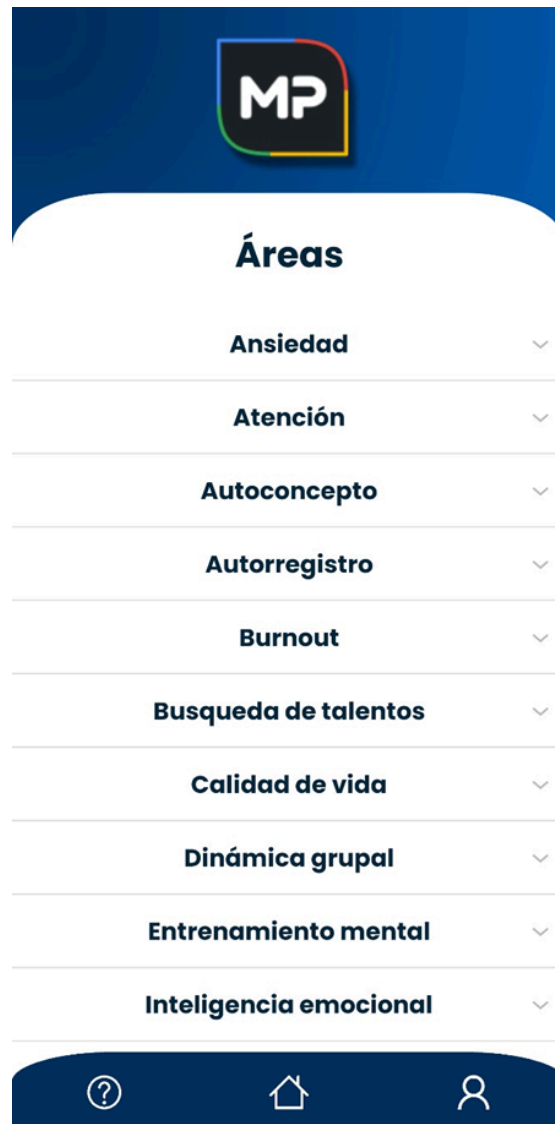 MP
Áreas
Ansiedad
Atención
Autoconcepto
Autorregistro
Burnout
Busqueda de talentos
Calidad de vida
Dinámica grupal
Entrenamiento mental
Inteligencia emocional
?